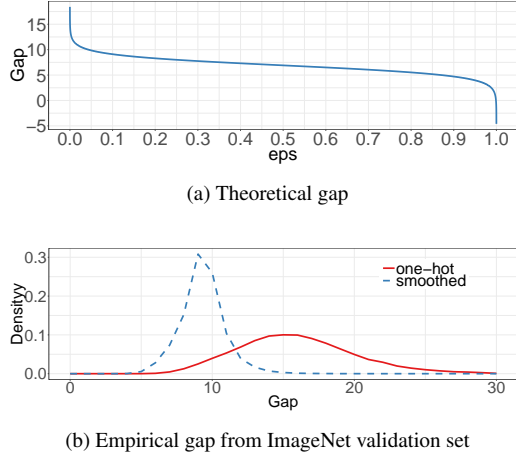 15
10
5
0
−5
Gap
0.0 0.1 0.2 0.3 0.4 0.5 0.6 0.7 0.8 0.9 1.0
eps
(a) Theoretical gap
0.3
0.2
0.1
0.0
Densityy
one-hot
smoothed
0 10 20 30
Gap
(b) Empirical gap from ImageNet validation set